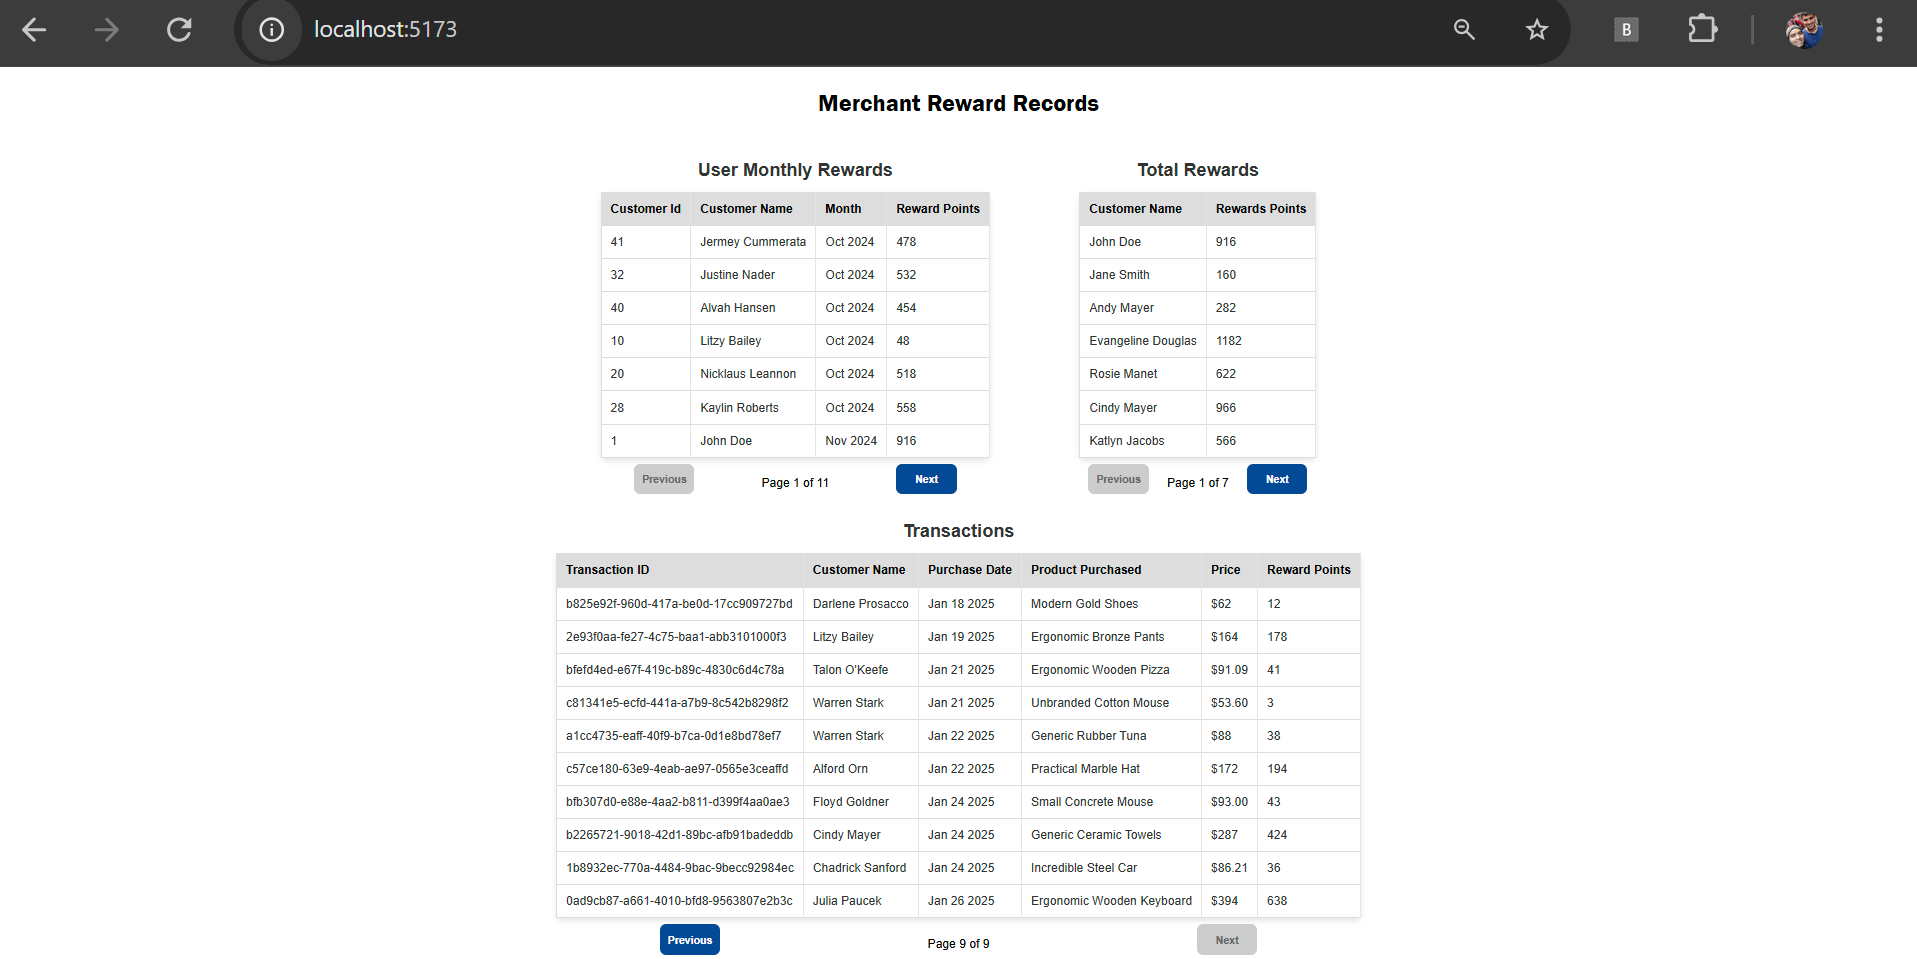 localhost:5173
B
Merchant Reward Records
User Monthly Rewards
Customer Id Customer Name Month Reward Points
41 Jermey Cummerata Oct 2024 478
32 Justine Nader Oct 2024 532
40 Alvah Hansen Oct 2024 454
10 Litzy Bailey Oct 2024 48
20 Nicklaus Leannon Oct 2024 518
28 Kaylin Roberts Oct 2024 558
1 John Doe Nov 2024 916
Previous Page 1 of 11 Next
Total Rewards
Customer Name Rewards Points
John Doe 916
Jane Smith 160
Andy Mayer 282
Evangeline Douglas 1182
Rosie Manet 622
Cindy Mayer 966
Katlyn Jacobs 566
Previous Page 1 of 7 Next
Transactions
Transaction ID Customer Name Purchase Date Product Purchased Price Reward Points
b825e92f-960d-417a-be0d-17cc909727bd Darlene Prosacco Jan 18 2025 Modern Gold Shoes $62 12
2e93f0aa-fe27-4c75-baa1-abb3101000f3 Litzy Bailey Jan 19 2025 Ergonomic Bronze Pants $164 178
bfefd4ed-e67f-419c-b89c-4830c6d4c78a Talon O'Keefe Jan 21 2025 Ergonomic Wooden Pizza $91.09 41
c81341e5-ecfd-441a-a7b9-8c542b8298f2 Warren Stark Jan 21 2025 Unbranded Cotton Mouse $53.60 3
a1cc4735-eaff-40f9-b7ca-0d1e8bd78ef7 Warren Stark Jan 22 2025 Generic Rubber Tuna $88 38
c57ce180-63e9-4eab-ae97-0565e3ceaffd Alford Orn Jan 22 2025 Practical Marble Hat $172 194
bfb307d0-e88e-4aa2-b811-d399f4aa0ae3 Floyd Goldner Jan 24 2025 Small Concrete Mouse $93.00 43
b2265721-9018-42d1-89bc-afb91badeddb Cindy Mayer Jan 24 2025 Generic Ceramic Towels $287 424
1b8932ec-770a-4484-9bac-9becc92984ec Chadrick Sanford Jan 24 2025 Incredible Steel Car $86.21 36
0ad9cb87-a661-4010-bfd8-9563807e2b3c Julia Paucek Jan 26 2025 Ergonomic Wooden Keyboard $394 638
Previous Page 9 of 9 Next